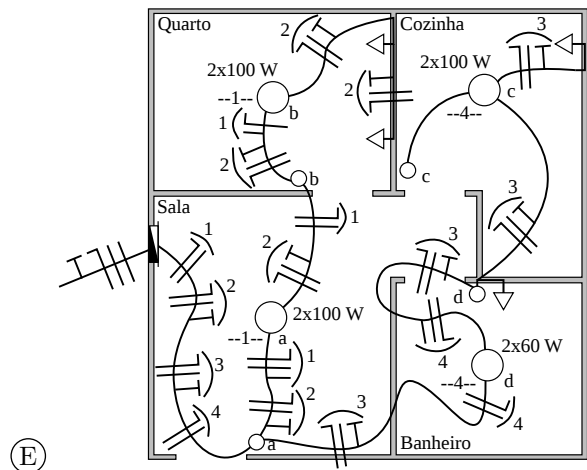 Quarto
2
2x100 W
--1--
b
1
2
b
2
Cozinha
3
2x100 W
c
--4--
c
3
Sala
1
2
3
4
1
2
2x100 W
--1--
a
1
2
a
3
3
d
4
2x60 W
--4--
d
4
Banheiro
E